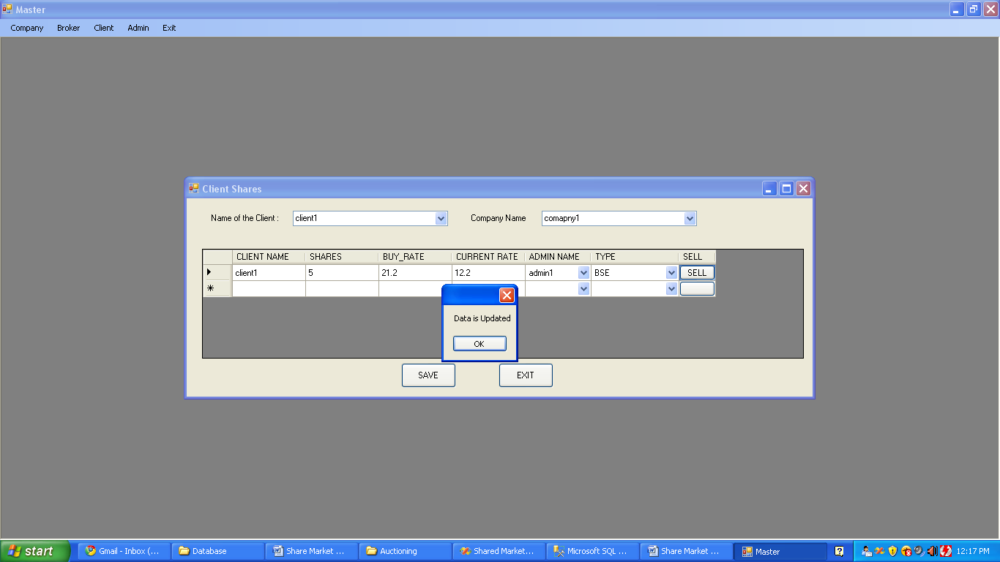 Master
Company Broker Client Admin Exit
Client Shares
Name of the Client : client1 Company Name comapny1
CLIENT NAME SHARES BUY_RATE CURRENT RATE ADMIN NAME TYPE SELL
client1 5 21.2 12.2 admin1 BSE SELL
Data is Updated
OK
SAVE EXIT
start Gmail - Inbox (... Database Share Market ... Auctioning Shared Market... Microsoft SQL ... Share Market ... Master 12:17 PM